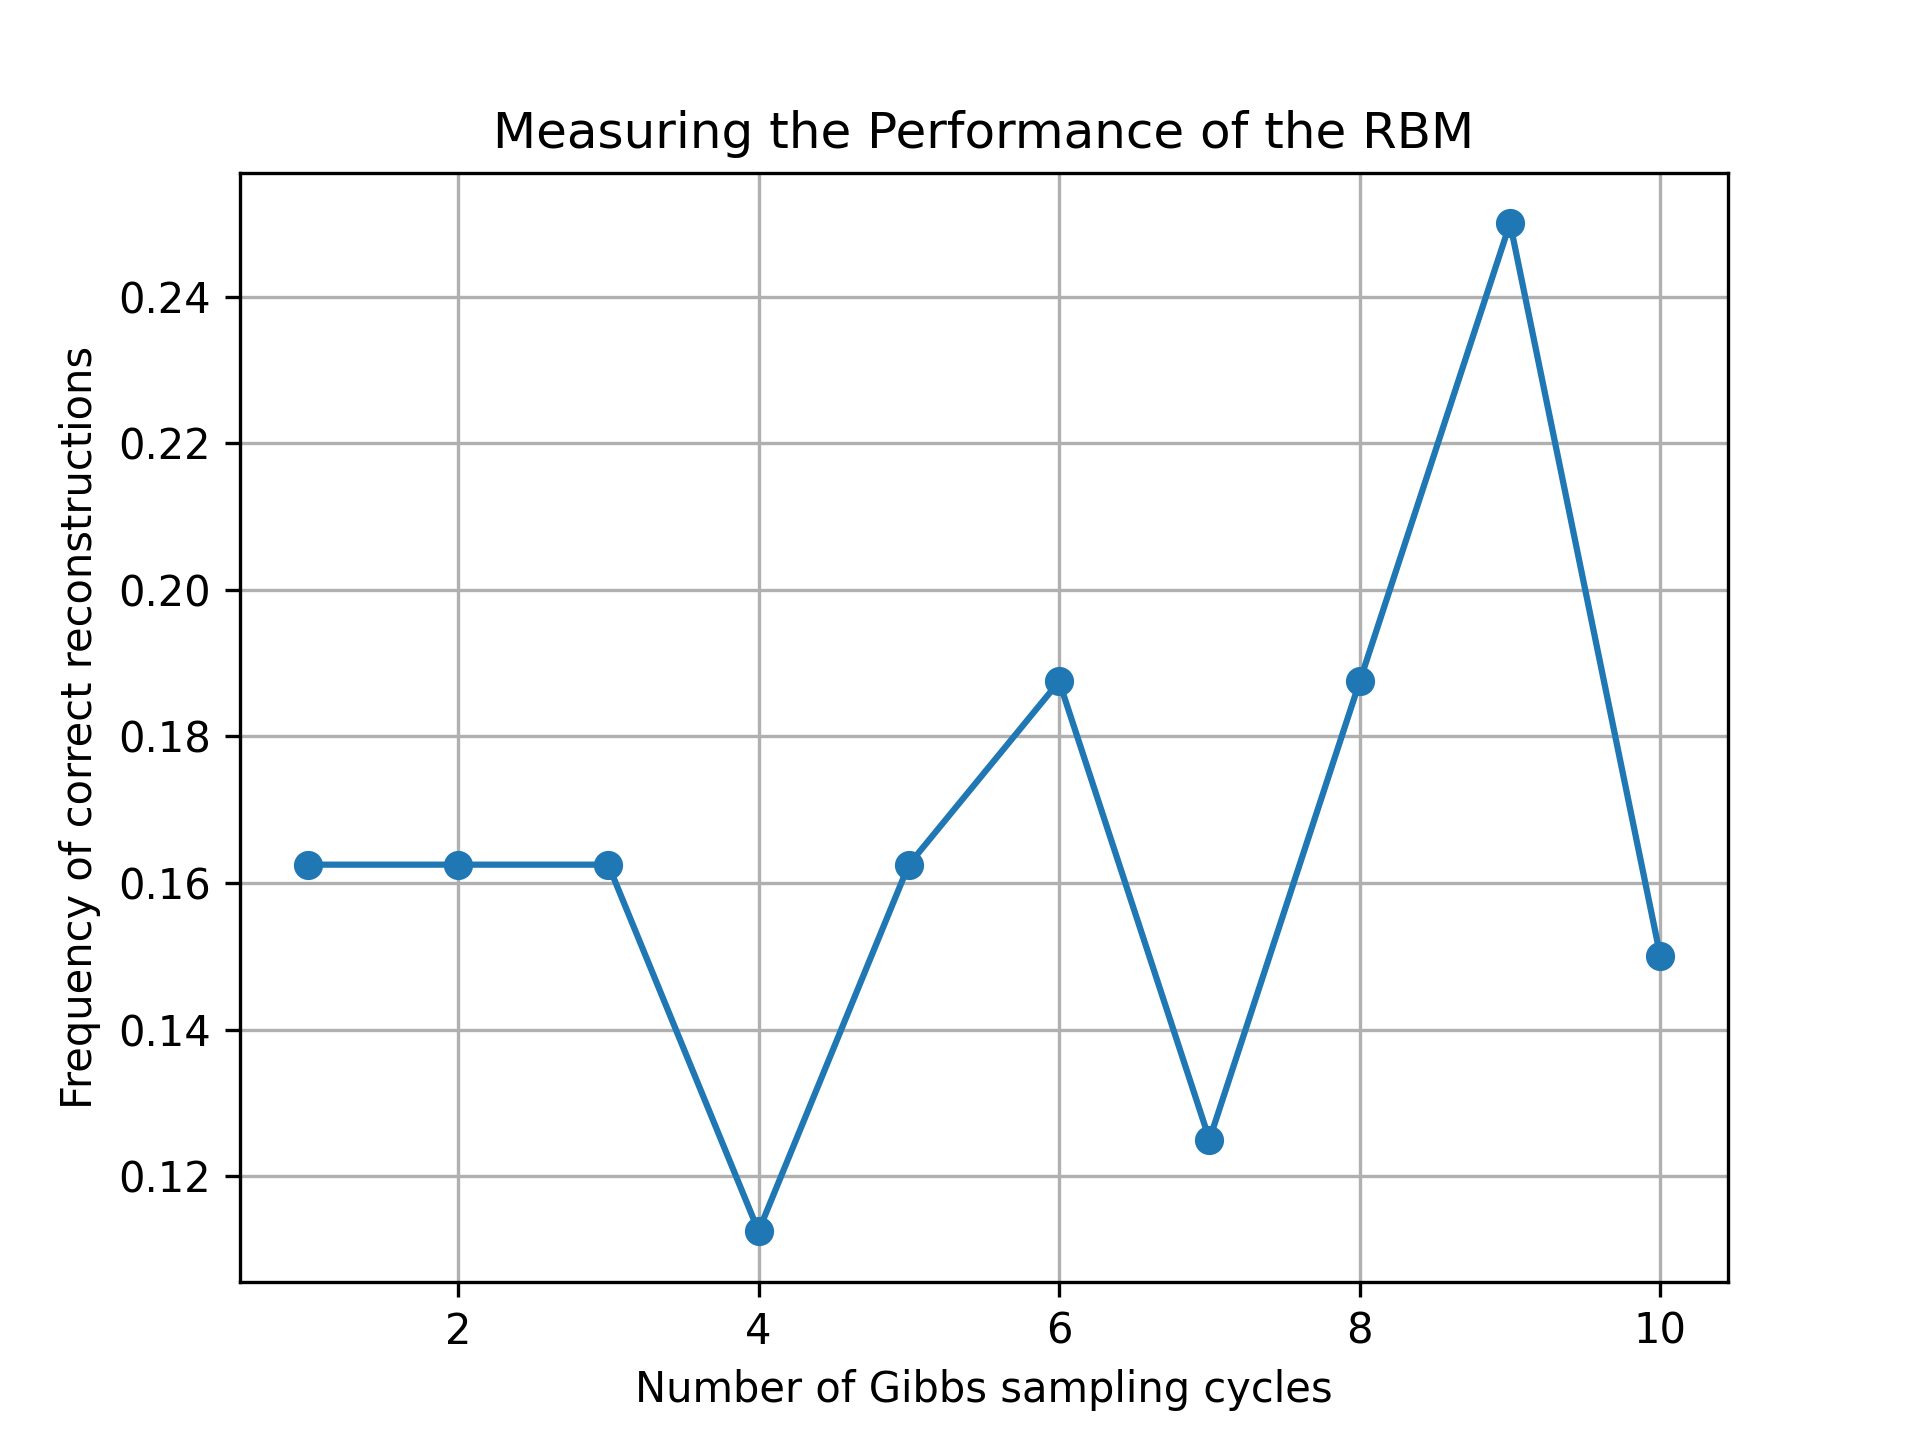 Measuring the Performance of the RBM
Frequency of correct reconstructions
0.24
0.22
0.20
0.18
0.16
0.14
0.12
2 4 6 8 10
Number of Gibbs sampling cycles